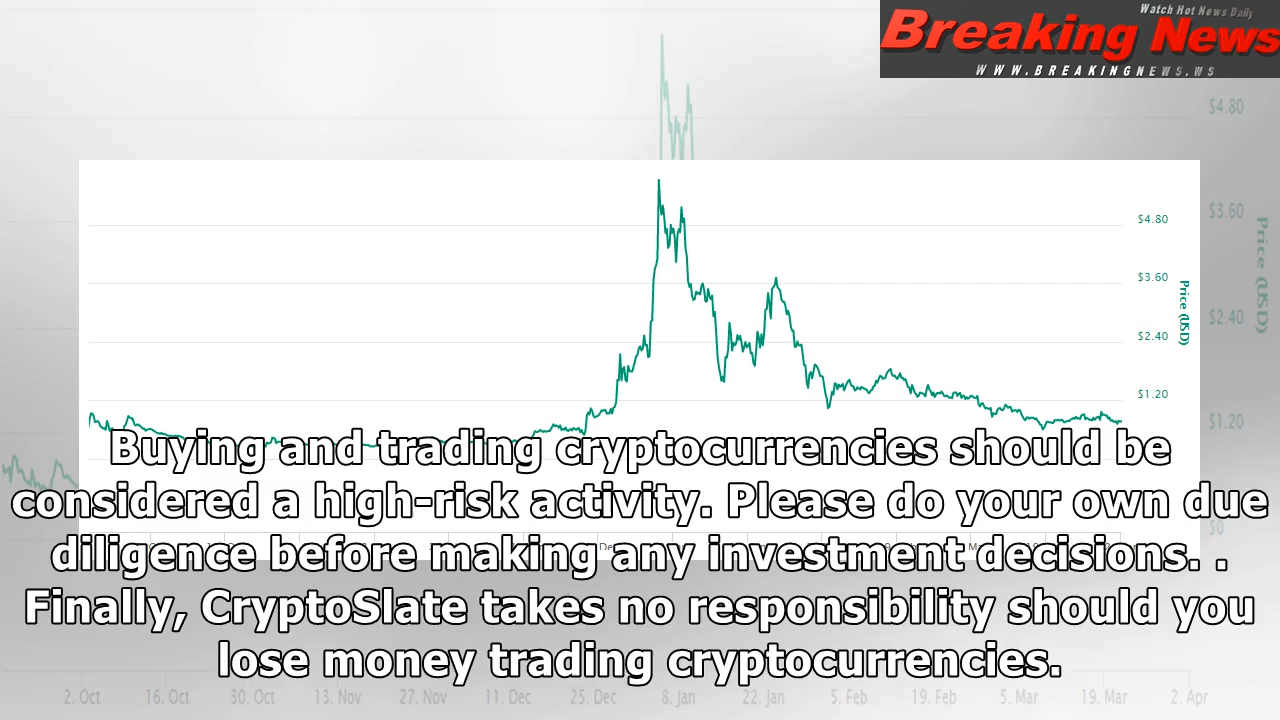 Watch Hot News Daily
Breaking News
WWW.BREAKINGNEWS.WS
$4.80
$3.60
$2.40
$1.20
$0
Price (USD)
$4.80
$3.60
$2.40
$1.20
Price (USD)
Buying and trading cryptocurrencies should be
considered a high-risk activity. Please do your own due
diligence before making any investment decisions. .
Finally, CryptoSlate takes no responsibility should you
lose money trading cryptocurrencies.
2. Oct 16. Oct 30. Oct 13. Nov 27. Nov 11. Dec 25. Dec 8. Jan 22. Jan 5. Feb 19. Feb 5. Mar 19. Mar 2. Apr